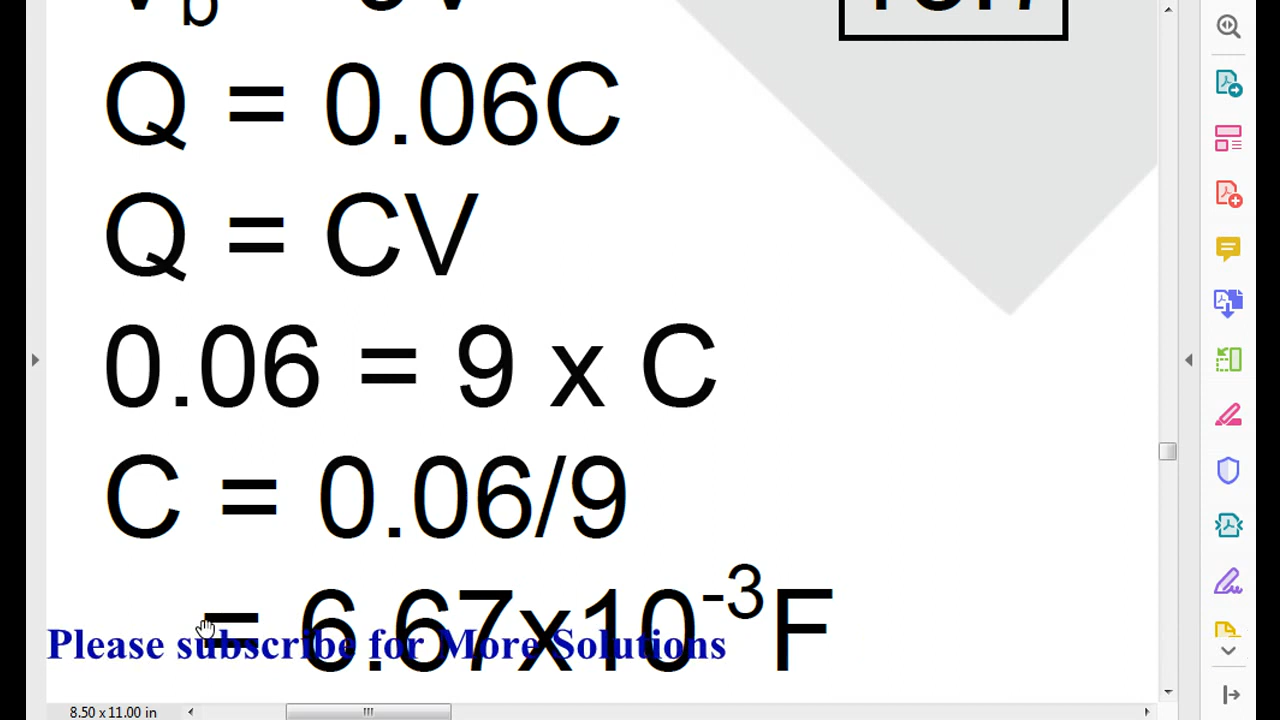 Q = 0.06C
Q = CV
0.06 = 9 x C
C = 0.06/9
= 6.67x10⁻³F
Please subscribe for More Solutions
8.50 x 11.00 in